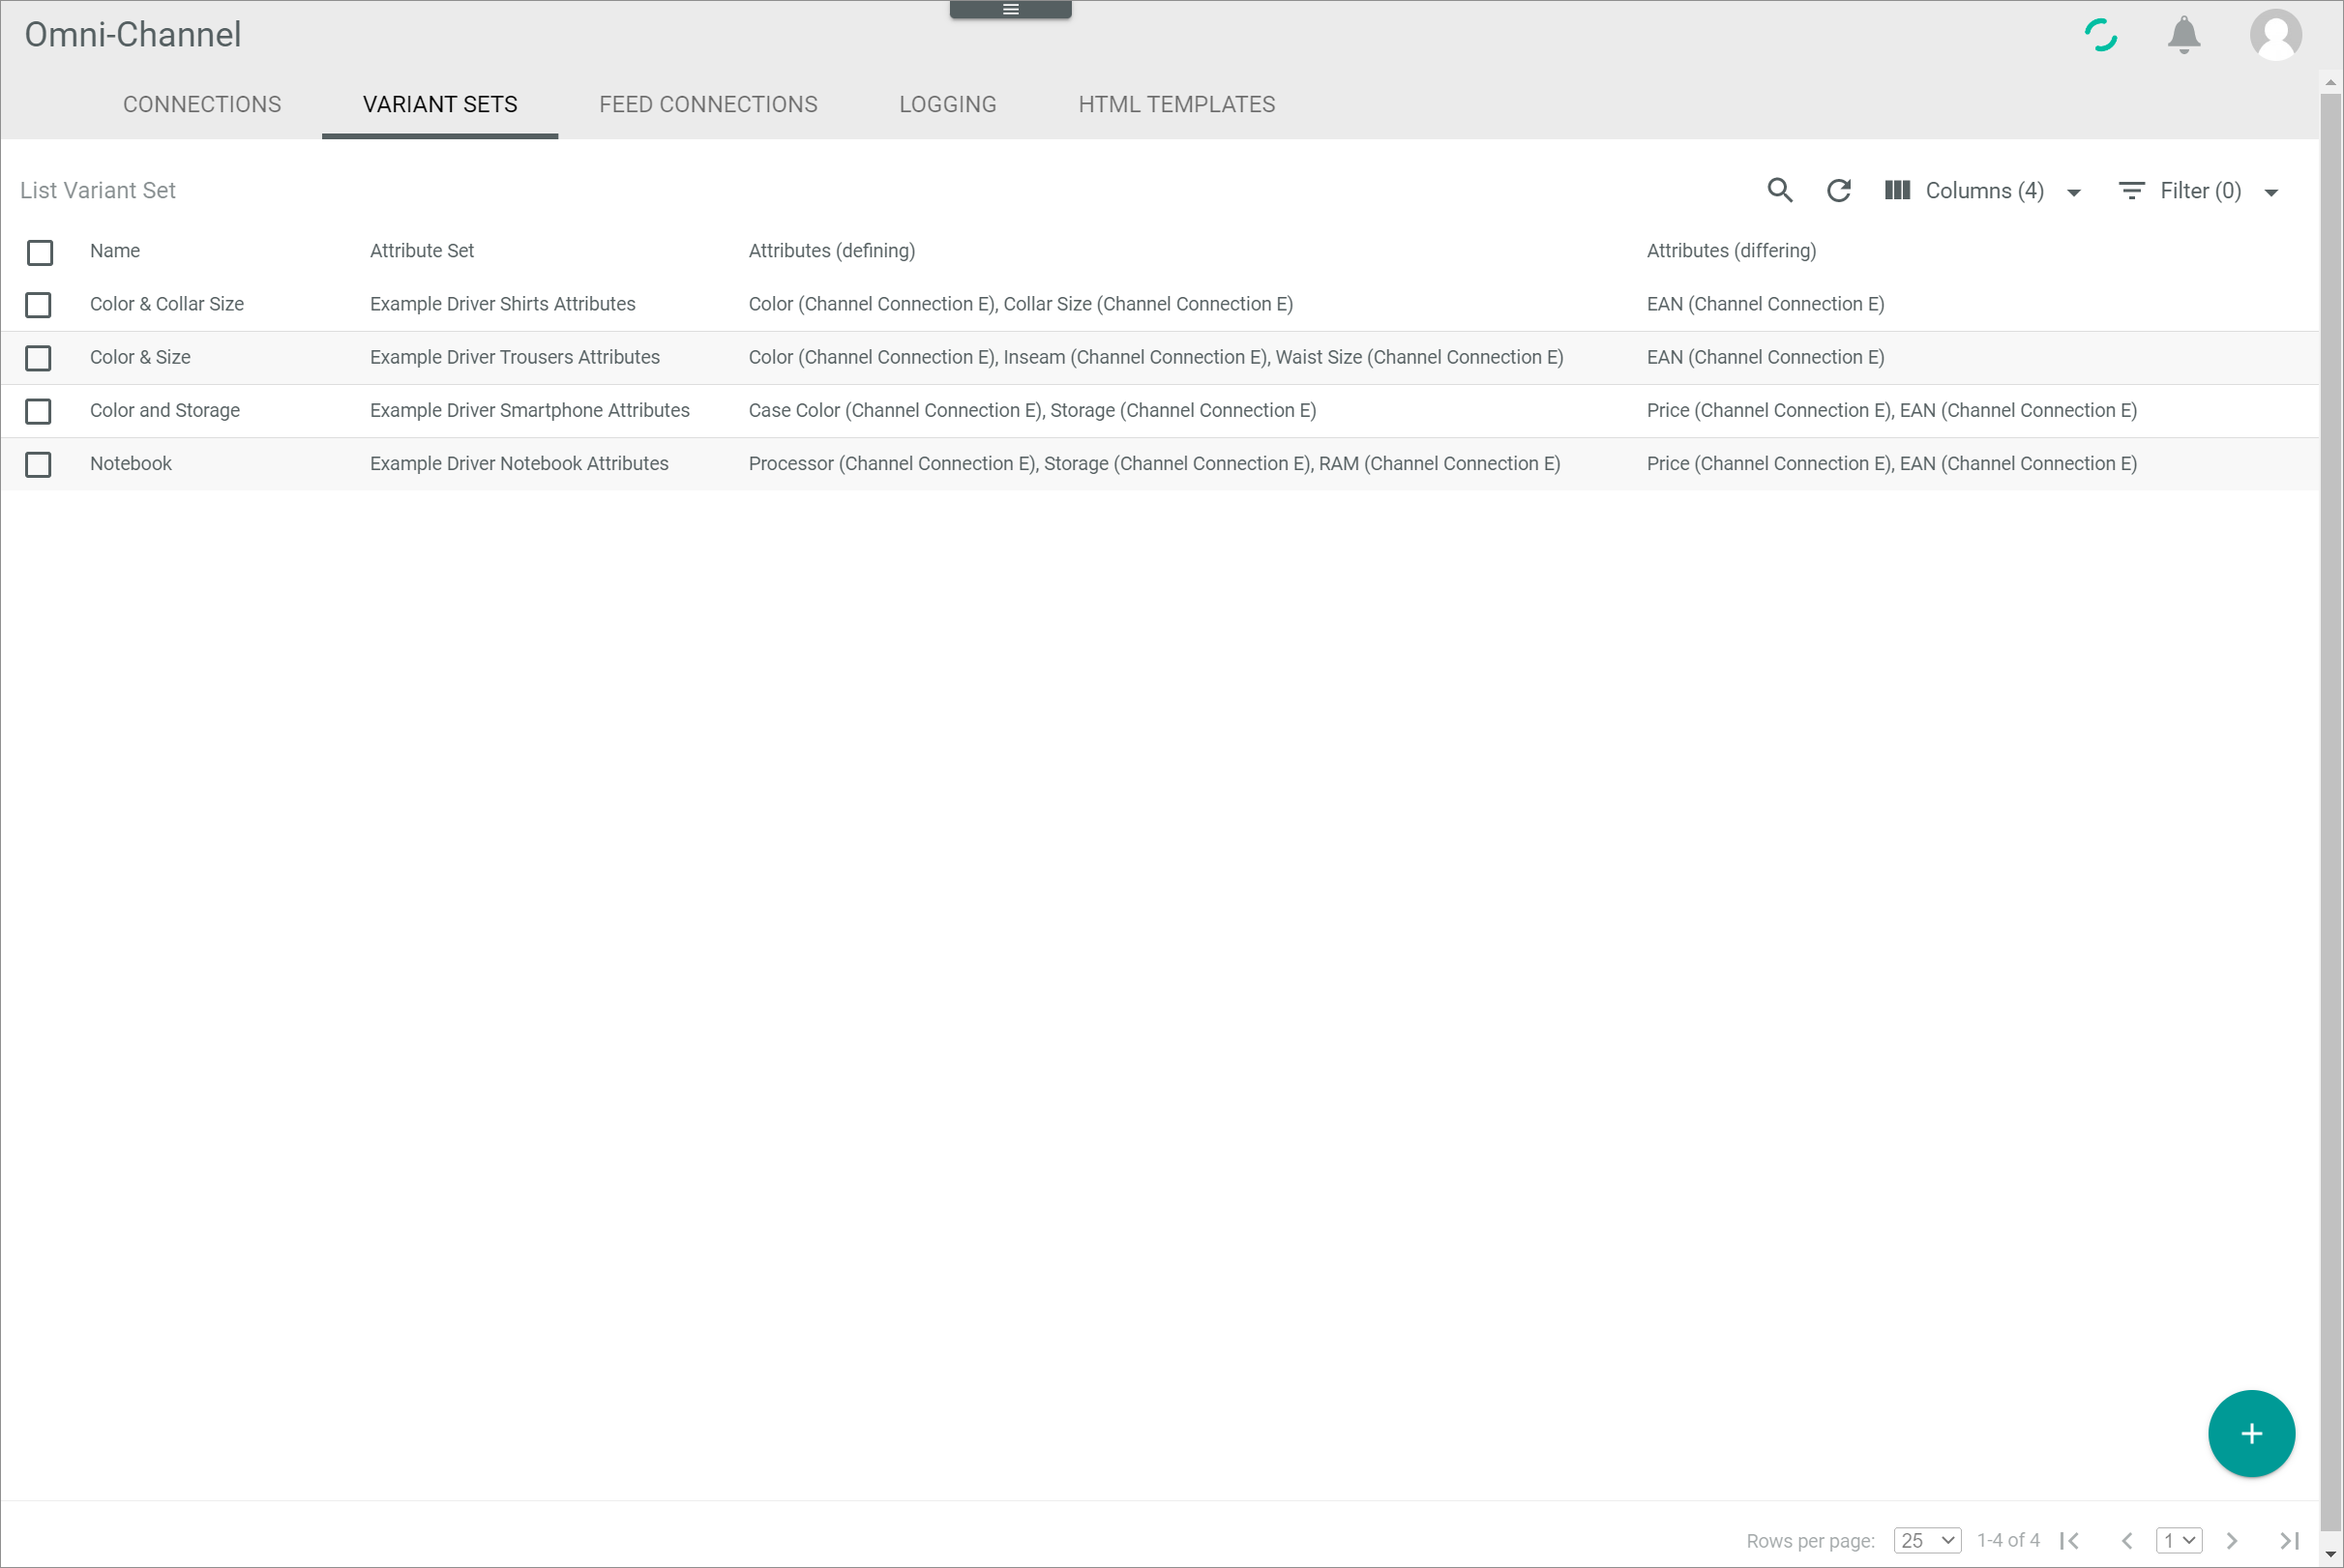 Omni-Channel
CONNECTIONS VARIANT SETS FEED CONNECTIONS LOGGING HTML TEMPLATES
List Variant Set Columns (4) Filter (0)
Name Attribute Set Attributes (defining) Attributes (differing)
Color & Collar Size Example Driver Shirts Attributes Color (Channel Connection E), Collar Size (Channel Connection E) EAN (Channel Connection E)
Color & Size Example Driver Trousers Attributes Color (Channel Connection E), Inseam (Channel Connection E), Waist Size (Channel Connection E) EAN (Channel Connection E)
Color and Storage Example Driver Smartphone Attributes Case Color (Channel Connection E), Storage (Channel Connection E) Price (Channel Connection E), EAN (Channel Connection E)
Notebook Example Driver Notebook Attributes Processor (Channel Connection E), Storage (Channel Connection E), RAM (Channel Connection E) Price (Channel Connection E), EAN (Channel Connection E)
Rows per page: 25 1-4 of 4 1